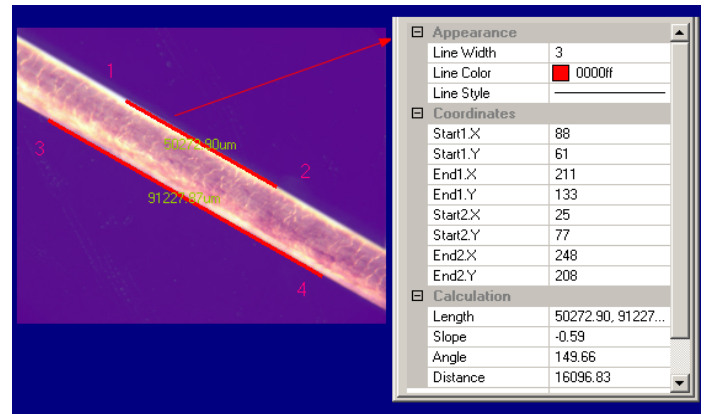 1
2
3
4
50272.90um
91227.87um
Appearance
Line Width 3
Line Color 0000ff
Line Style
Coordinates
Start1.X 88
Start1.Y 61
End1.X 211
End1.Y 133
Start2.X 25
Start2.Y 77
End2.X 248
End2.Y 208
Calculation
Length 50272.90, 91227...
Slope -0.59
Angle 149.66
Distance 16096.83